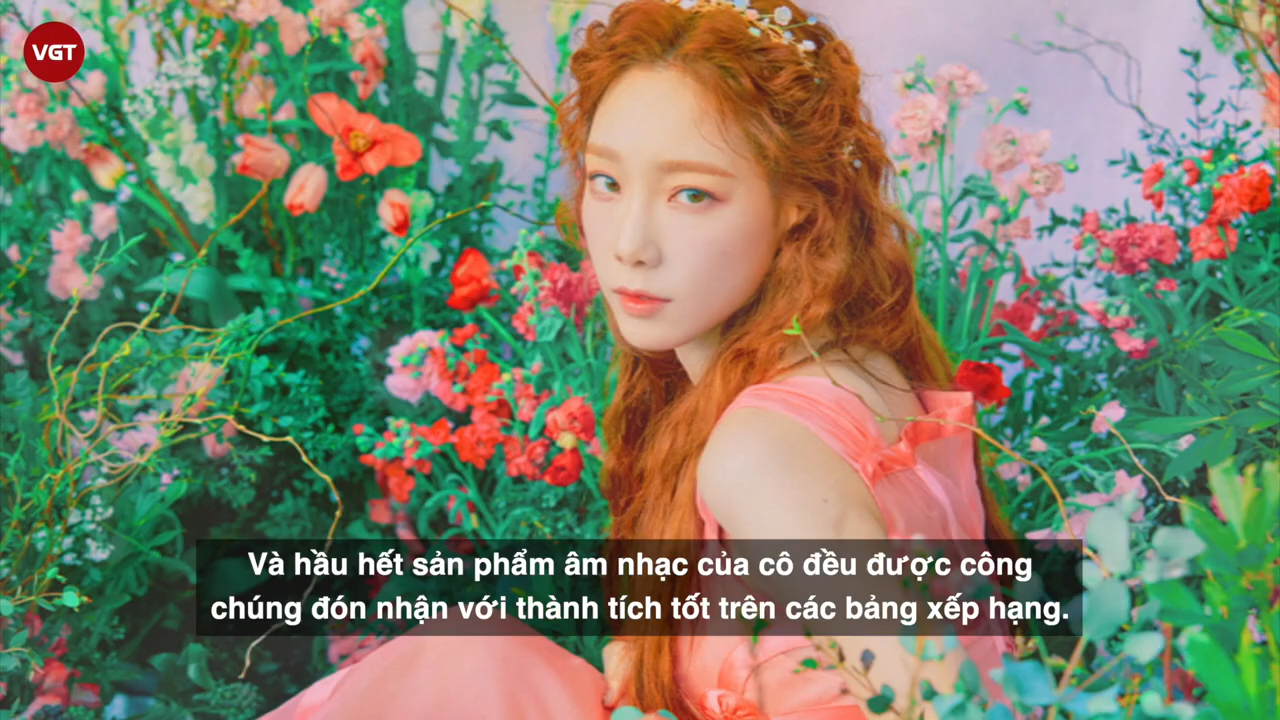 VGT
Và hầu hết sản phẩm âm nhạc của cô đều được công
chúng đón nhận với thành tích tốt trên các bảng xếp hạng.